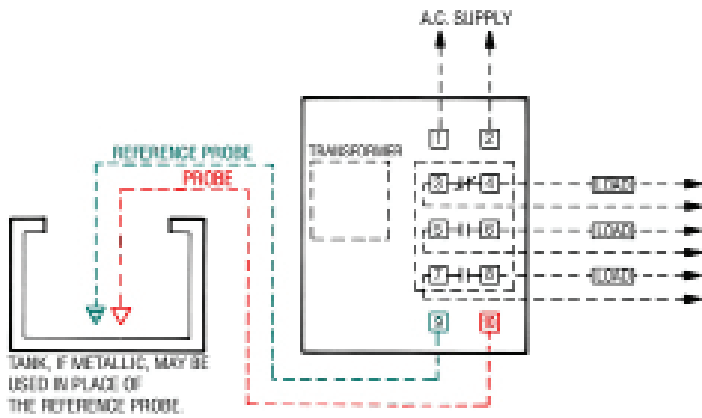 A.C. SUPPLY
1 2
TRANSFORMER
REFERENCE PROBE
PROBE
3 4 LOAD
5 6 LOAD
7 8 LOAD
9 10
TANK, IF METALLIC, MAY BE
USED IN PLACE OF
THE REFERENCE PROBE.